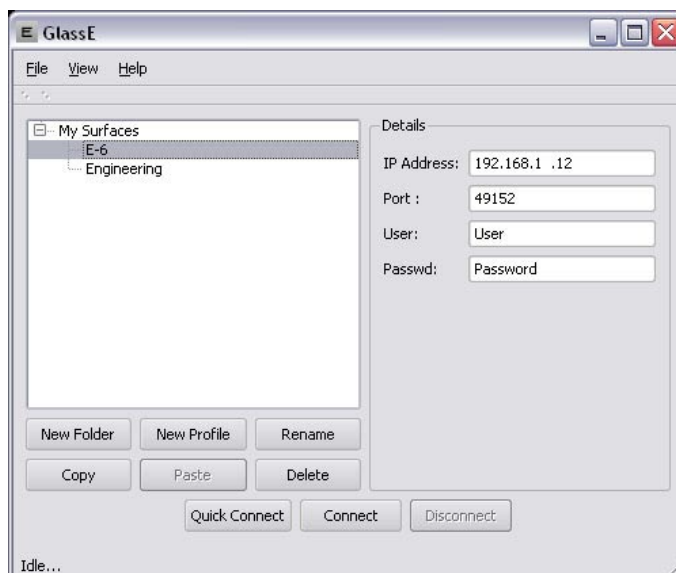 E GlassE
File View Help
My Surfaces
E-6
Engineering
Details
IP Address: 192.168.1 .12
Port : 49152
User: User
Passwd: Password
New Folder New Profile Rename
Copy Paste Delete
Quick Connect Connect Disconnect
Idle...